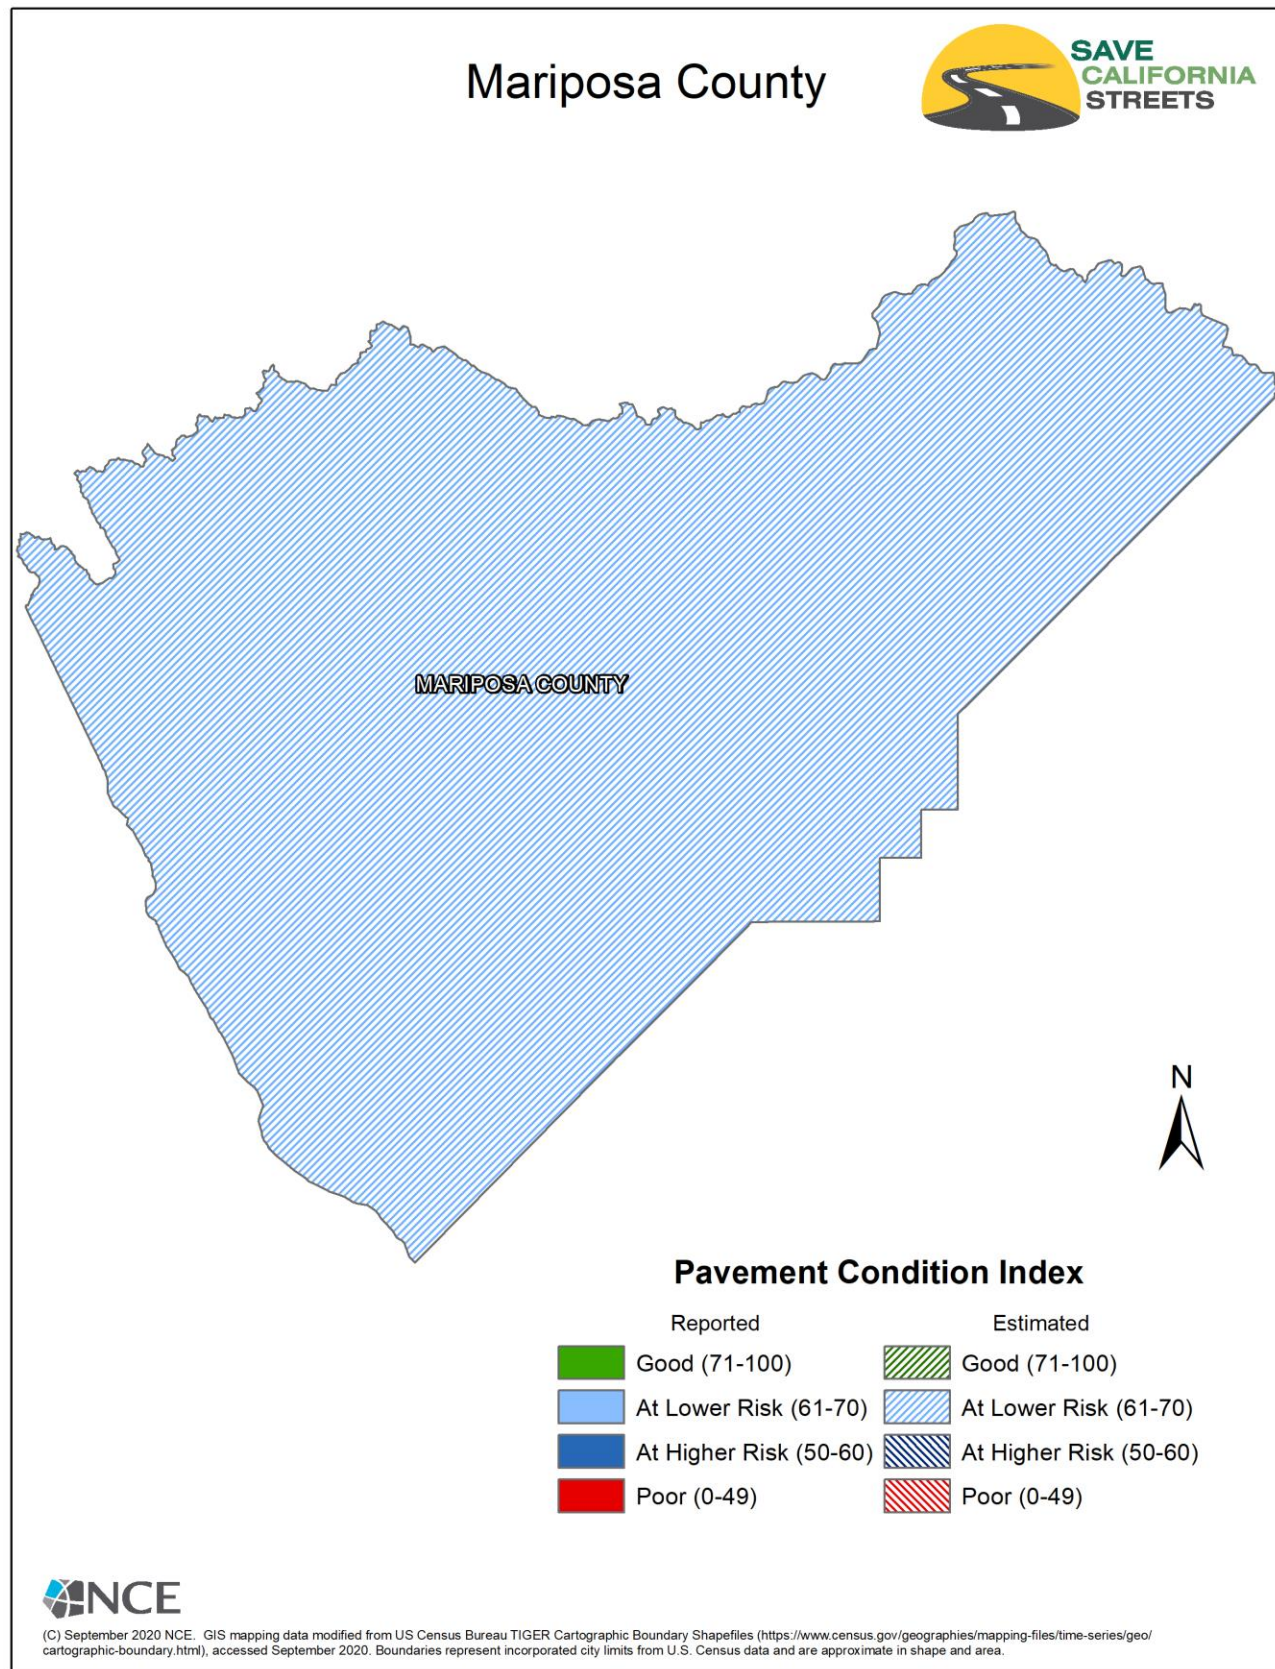 Mariposa County
SAVE
CALIFORNIA
STREETS
MARIPOSA COUNTY
N
Pavement Condition Index
Reported
Estimated
Good (71-100)
Good (71-100)
At Lower Risk (61-70)
At Lower Risk (61-70)
At Higher Risk (50-60)
At Higher Risk (50-60)
Poor (0-49)
Poor (0-49)
NCE
(C) September 2020 NCE. GIS mapping data modified from US Census Bureau TIGER Cartographic Boundary Shapefiles (https://www.census.gov/geographies/mapping-files/time-series/geo/
cartographic-boundary.html), accessed September 2020. Boundaries represent incorporated city limits from U.S. Census data and are approximate in shape and area.